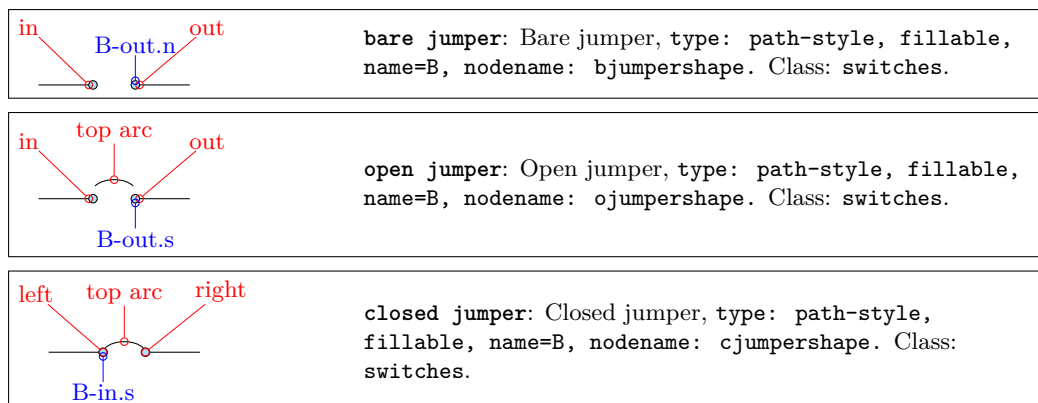 in
out
B-out.n
bare jumper: Bare jumper, type: path-style, fillable,
name=B, nodename: bjumpershape. Class: switches.
top arc
in
out
B-out.s
open jumper: Open jumper, type: path-style, fillable,
name=B, nodename: ojumpershape. Class: switches.
left
top arc
right
B-in.s
closed jumper: Closed jumper, type: path-style,
fillable, name=B, nodename: cjumpershape. Class:
switches.